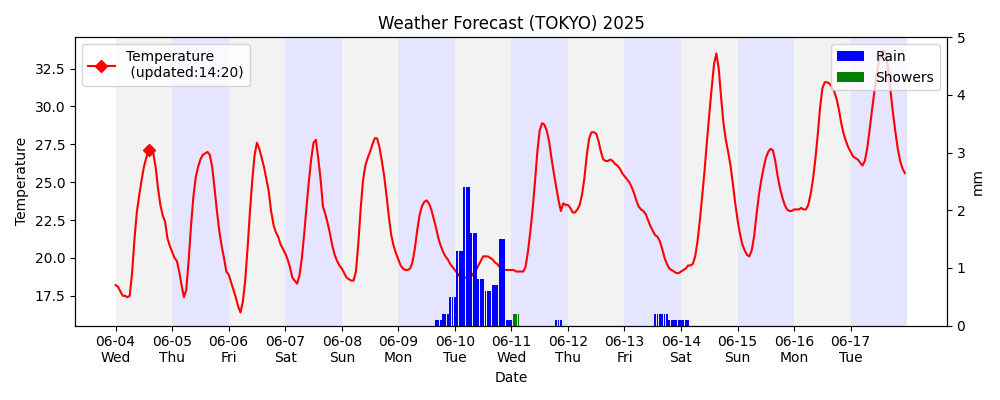 Weather Forecast (TOKYO) 2025
Temperature
(updated:14:20)
Rain
Showers
Temperature
32.5
30.0
27.5
25.0
22.5
20.0
17.5
5
4
3
2
1
0
mm
06-04 06-05 06-06 06-07 06-08 06-09 06-10 06-11 06-12 06-13 06-14 06-15 06-16 06-17
Wed Thu Fri Sat Sun Mon Tue Wed Thu Fri Sat Sun Mon Tue
Date